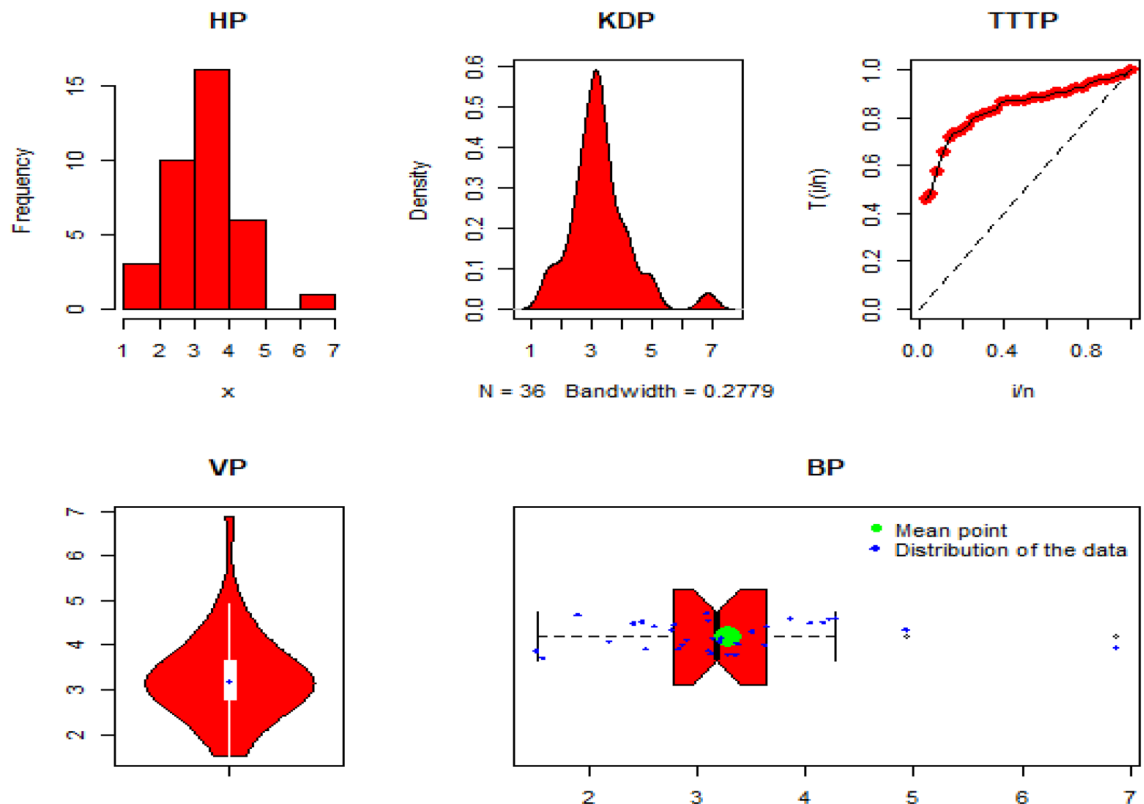 HP
Frequency
0
5
10
15
1 2 3 4 5 6 7
x
KDP
Density
0.0 0.1 0.2 0.3 0.4 0.5 0.6
1 3 5 7
N = 36 Bandwidth = 0.2779
TTTP
T(i/n)
0.0 0.2 0.4 0.6 0.8 1.0
0.0 0.4 0.8
i/n
VP
2 3 4 5 6 7
BP
Mean point
Distribution of the data
2 3 4 5 6 7